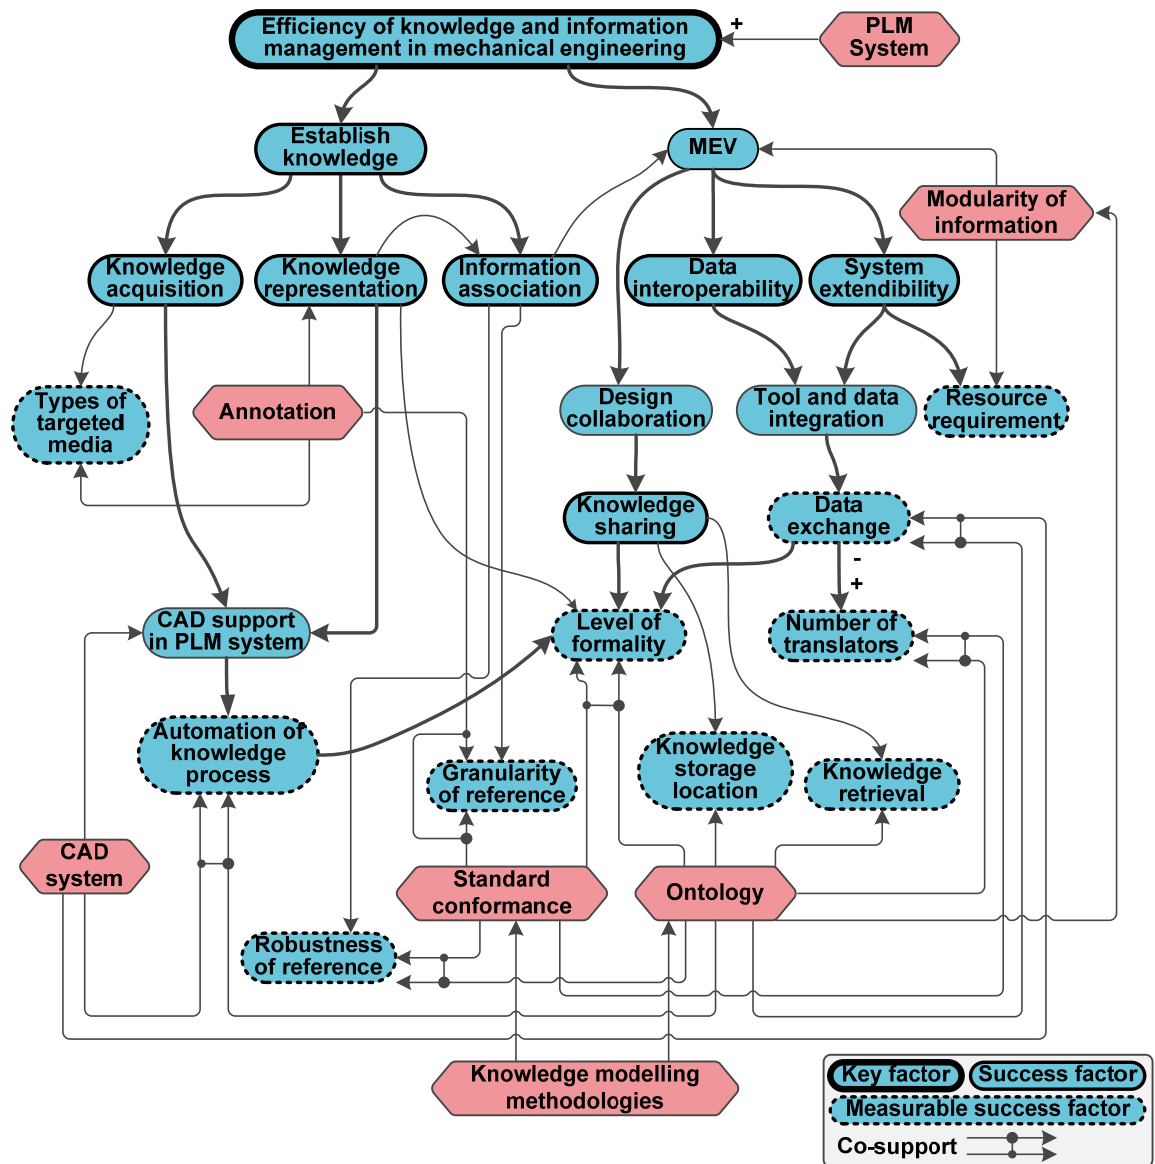 Efficiency of knowledge and information
management in mechanical engineering
+
PLM
System
Establish
knowledge
MEV
Modularity of
information
Knowledge
acquisition
Knowledge
representation
Information
association
Data
interoperability
System
extendibility
Types of
targeted
media
Annotation
Design
collaboration
Tool and data
integration
Resource
requirement
Knowledge
sharing
Data
exchange
-
+
CAD support
in PLM system
Level of
formality
Number of
translators
Automation of
knowledge
process
Granularity
of reference
Knowledge
storage
location
Knowledge
retrieval
CAD
system
Standard
conformance
Ontology
Robustness
of reference
Knowledge modelling
methodologies
Key factor
Success factor
Measurable success factor
Co-support